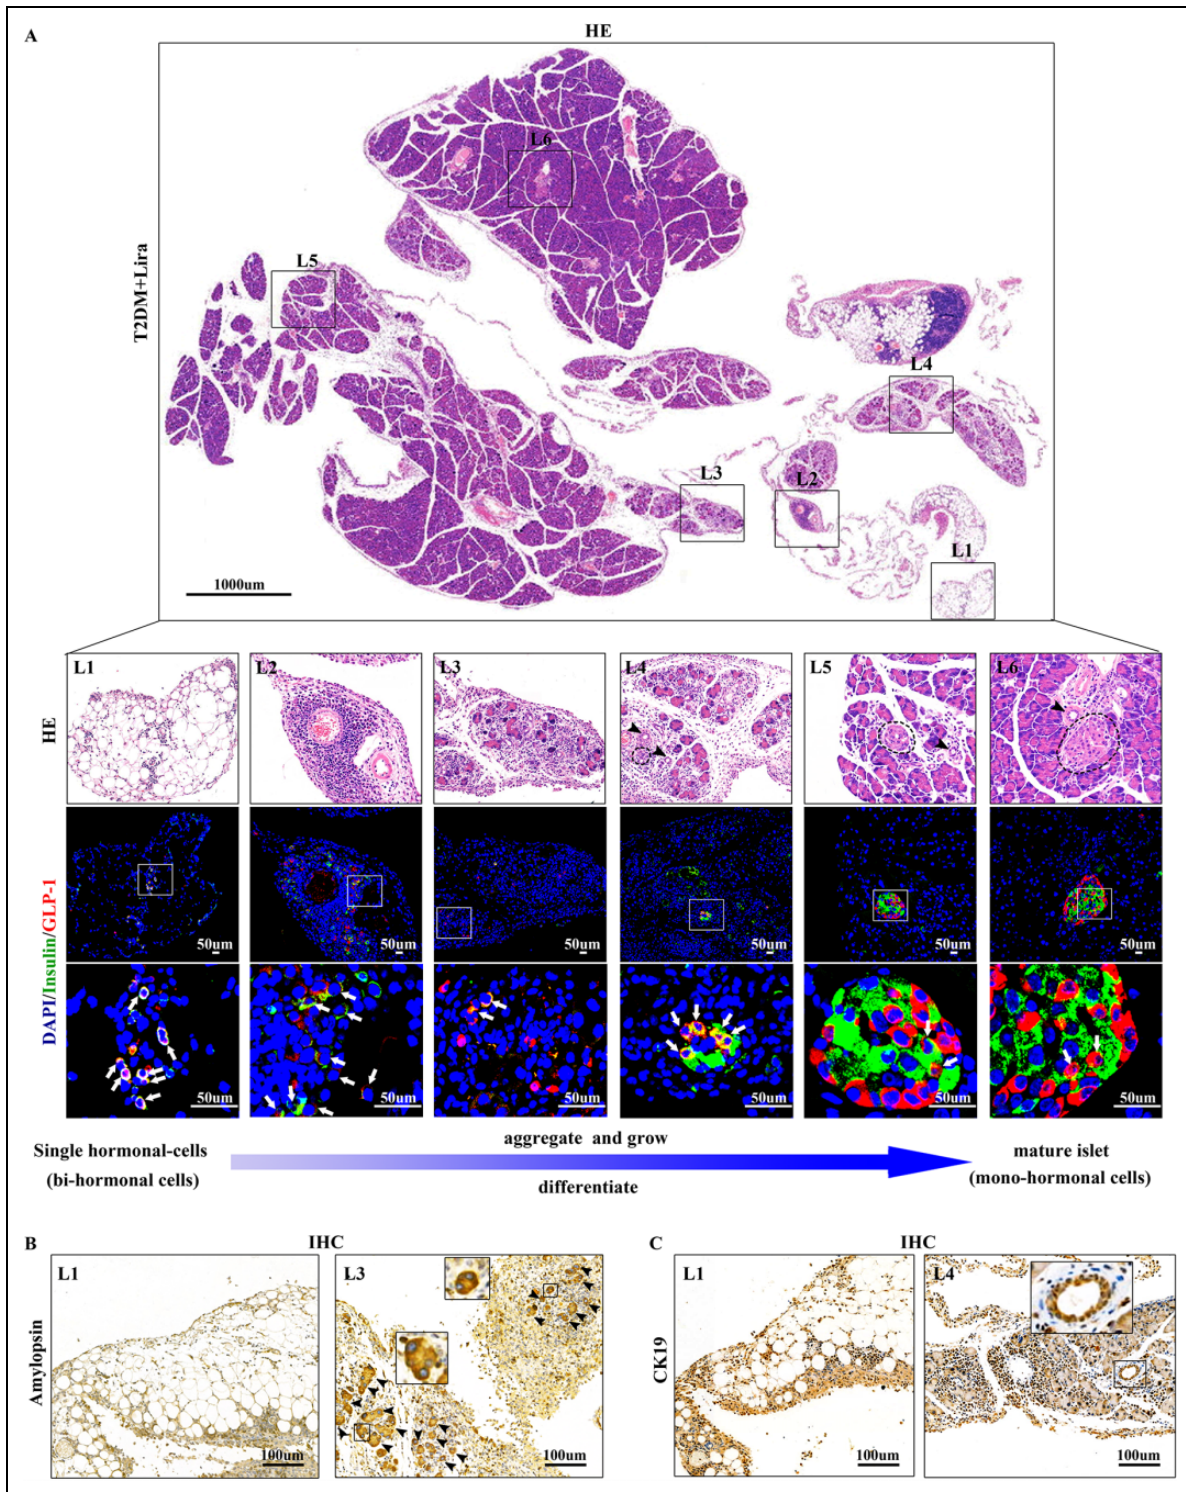 A
HE
T2DM+Lira
L6
L5
L4
L3
L2
L1
1000um
HE
L1
L2
L3
L4
L5
L6
DAPI/Insulin/GLP-1
50um
50um
50um
50um
50um
50um
50um
50um
50um
50um
50um
50um
Single hormonal-cells
(bi-hormonal cells)
aggregate and grow
differentiate
mature islet
(mono-hormonal cells)
B
IHC
Amylopsin
L1
100um
L3
100um
C
IHC
CK19
L1
100um
L4
100um